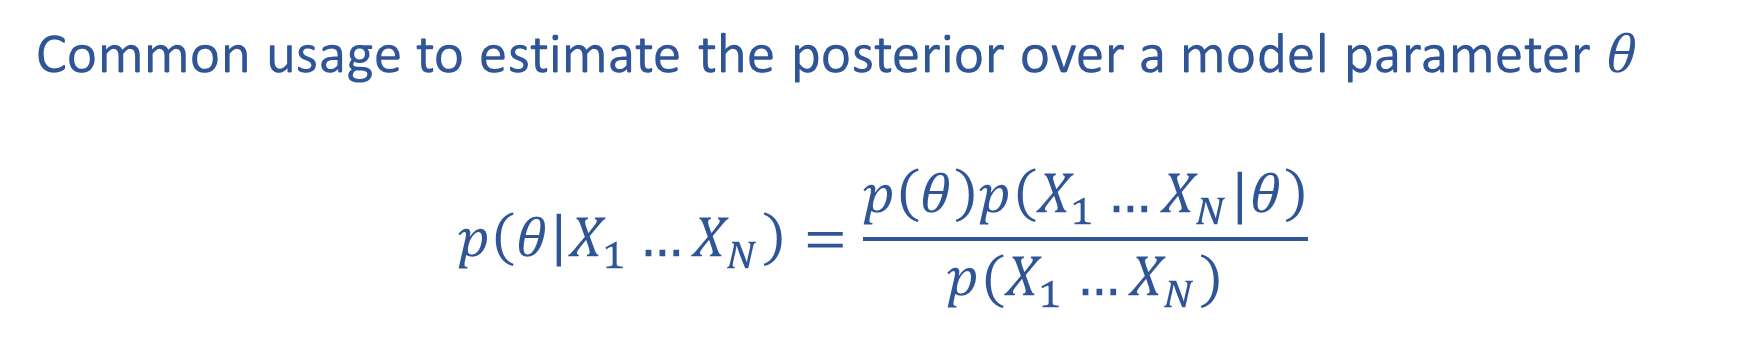 Common usage to estimate the posterior over a model parameter θ
p(θ|X₁ … X_N) = p(θ)p(X₁ … X_N|θ) / p(X₁ … X_N)